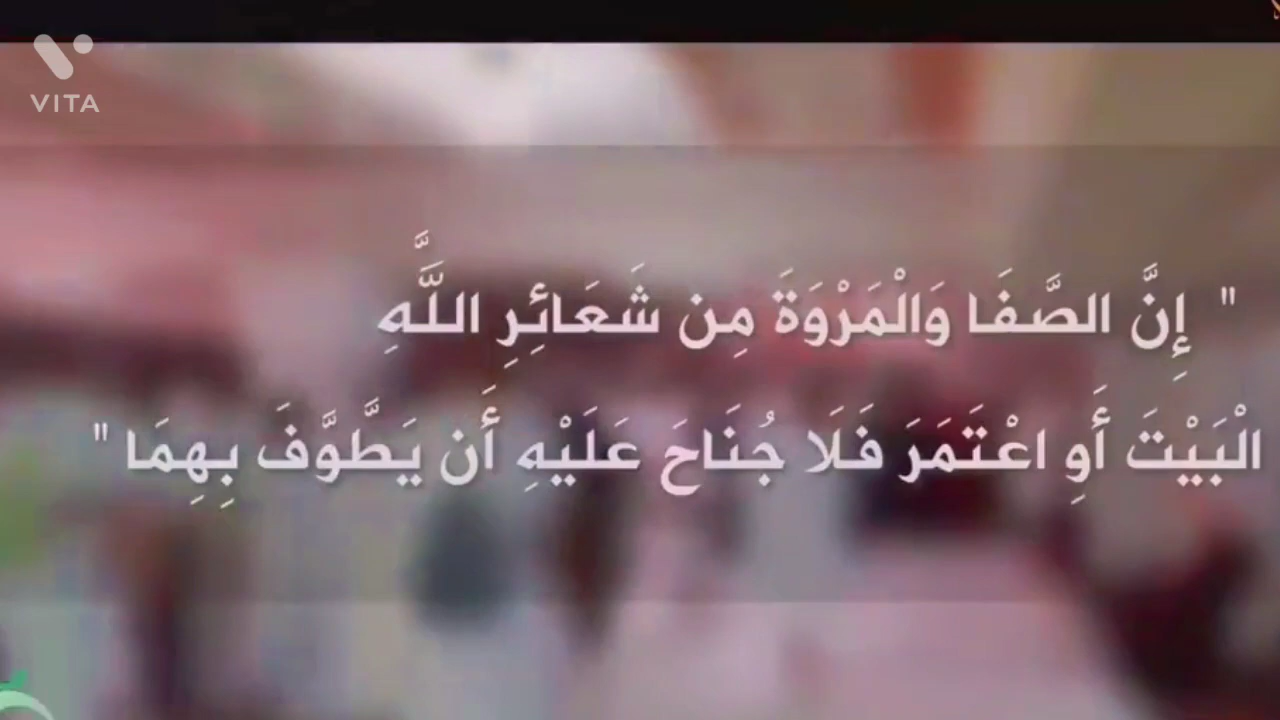 VITA
" إِنَّ الصَّفَا وَالْمَرْوَةَ مِن شَعَائِرِ اللَّهِ
الْبَيْتَ أَوِ اعْتَمَرَ فَلَا جُنَاحَ عَلَيْهِ أَن يَطَّوَّفَ بِهِمَا "